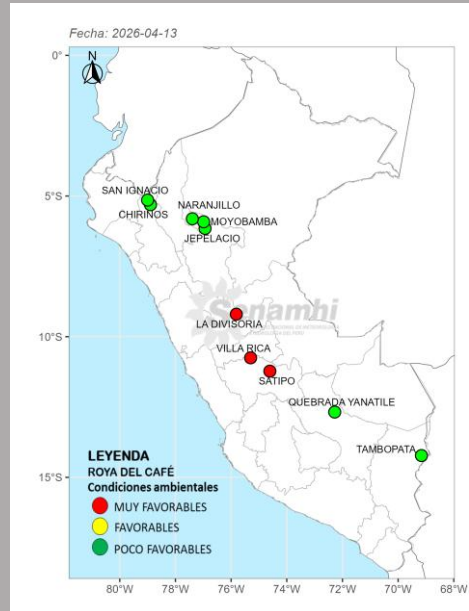 Fecha: 2026-04-13
N
0°
5°S
10°S
15°S
SAN IGNACIO
CHIRINOS
NARANJILLO
MOYOBAMBA
JEPELACIO
Senamhi
LA DIVISORIA
VILLA RICA
SATIPO
QUEBRADA YANATILE
TAMBOPATA
LEYENDA
ROYA DEL CAFÉ
Condiciones ambientales
MUY FAVORABLES
FAVORABLES
POCO FAVORABLES
80°W 78°W 76°W 74°W 72°W 70°W 68°W